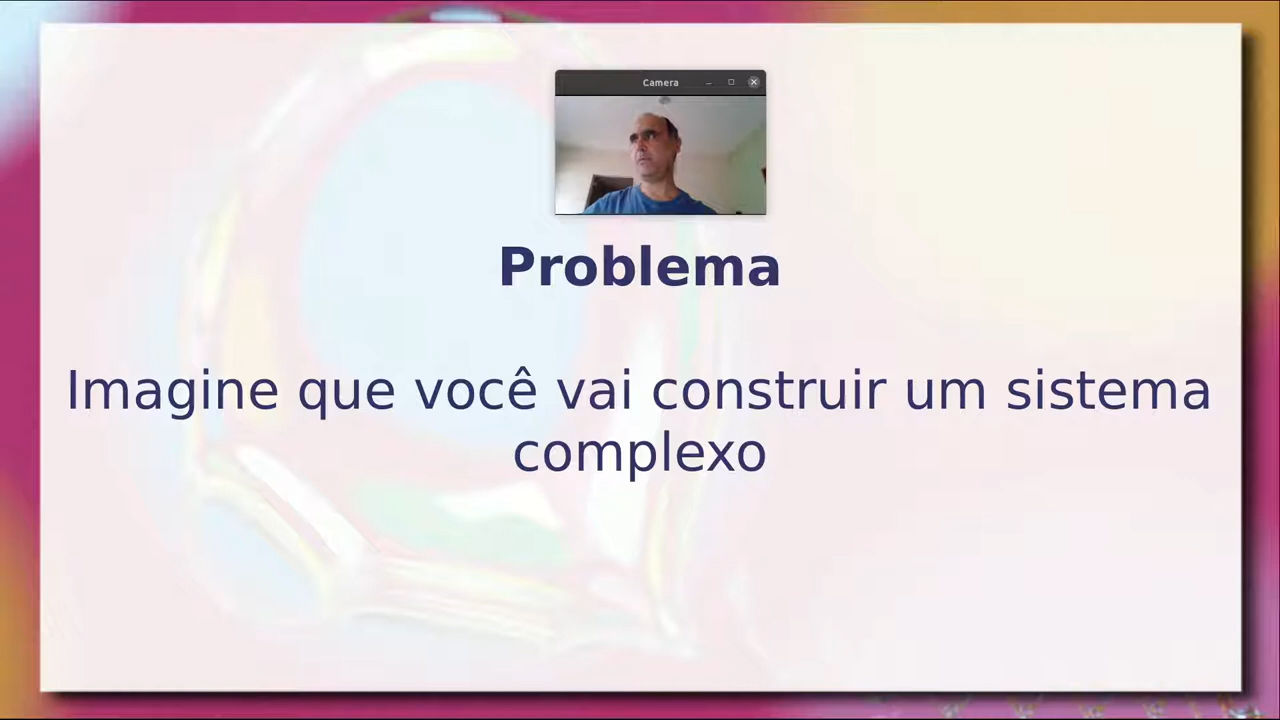 Camera
Problema
Imagine que você vai construir um sistema
complexo